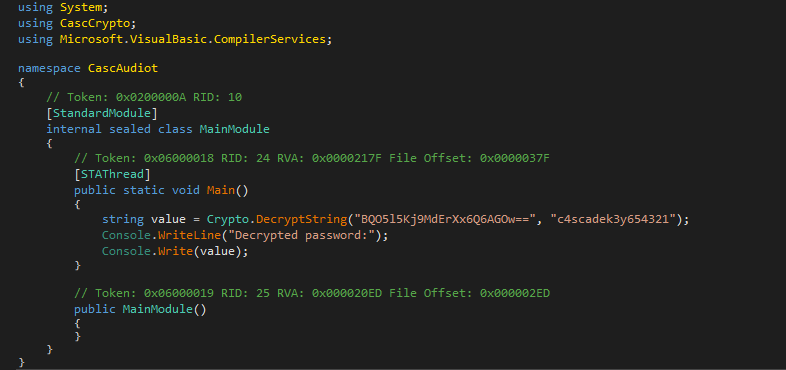 using System;
using CascCrypto;
using Microsoft.VisualBasic.CompilerServices;
namespace CascAudiot
{
// Token: 0x0200000A RID: 10
[StandardModule]
internal sealed class MainModule
{
// Token: 0x06000018 RID: 24 RVA: 0x0000217F File Offset: 0x0000037F
[STAThread]
public static void Main()
{
string value = Crypto.DecryptString("BQO5l5Kj9MdErXx6Q6AGOw==", "c4scadek3y654321");
Console.WriteLine("Decrypted password:");
Console.Write(value);
}
// Token: 0x06000019 RID: 25 RVA: 0x000020ED File Offset: 0x000002ED
public MainModule()
{
}
}
}